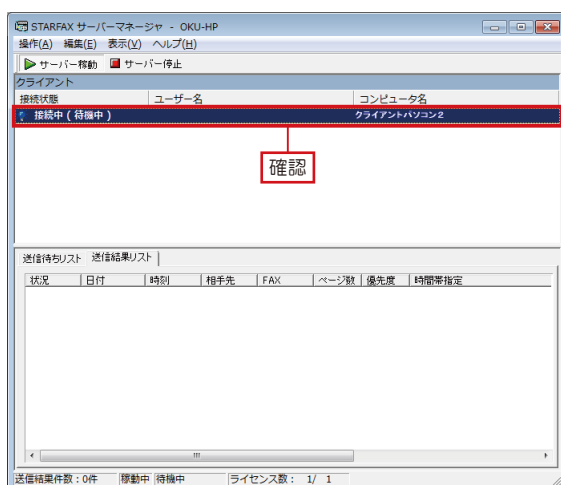 STARFAX サーバーマネージャ - OKU-HP
操作(A) 編集(E) 表示(V) ヘルプ(H)
サーバー稼動 サーバー停止
クライアント
接続状態 ユーザー名 コンピュータ名
接続中 ( 待機中 ) クライアントパソコン2
確認
送信待ちリスト 送信結果リスト
状況 日付 時刻 相手先 FAX ページ数 優先度 時間帯指定
送信結果件数 : 0件 稼動中 待機中 ライセンス数 : 1/ 1